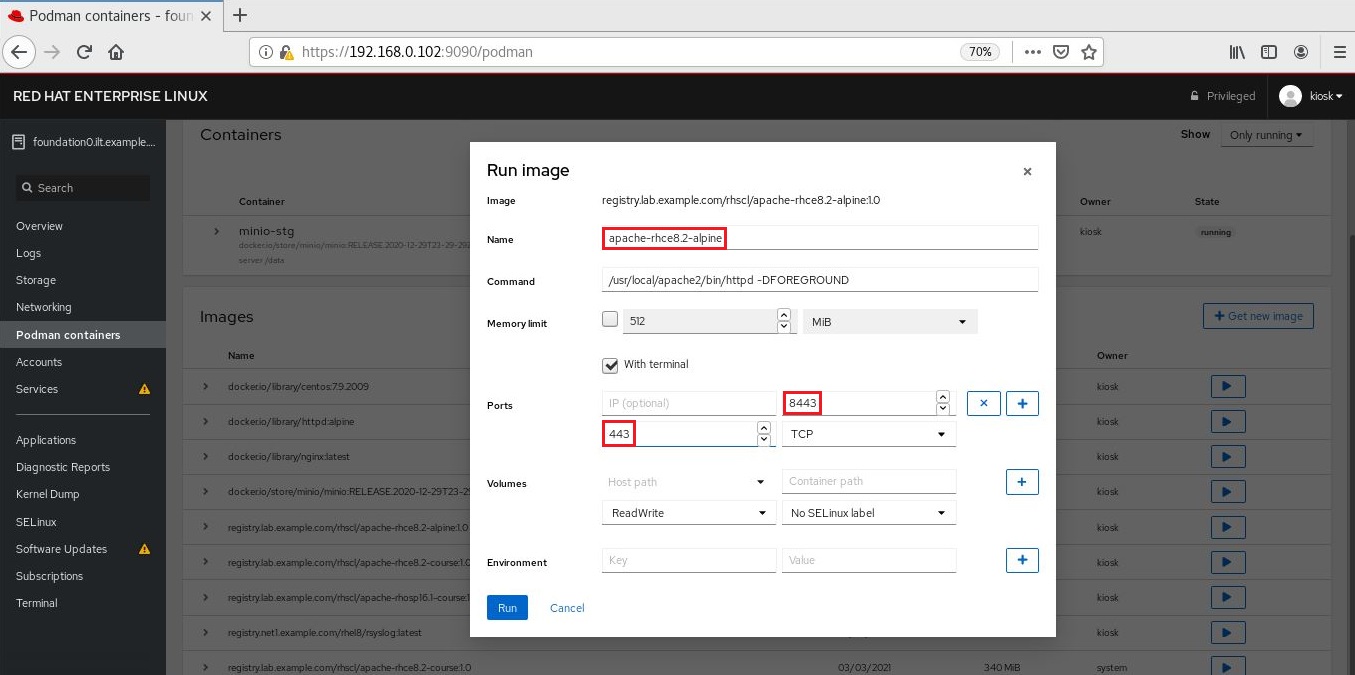 Podman containers - foun
https://192.168.0.102:9090/podman
70%
RED HAT ENTERPRISE LINUX
Privileged
kiosk
foundation0.ilt.example....
Search
Overview
Logs
Storage
Networking
Podman containers
Accounts
Services
Applications
Diagnostic Reports
Kernel Dump
SELinux
Software Updates
Subscriptions
Terminal
Containers
Show
Only running
Container
Owner
State
minio-stg
docker.io/store/minio/minio:RELEASE.2020-12-29T23-29-29Z
server /data
kiosk
running
Images
Get new image
Name
Owner
docker.io/library/centos:7.9.2009
kiosk
docker.io/library/httpd:alpine
kiosk
docker.io/library/nginx:latest
kiosk
docker.io/store/minio/minio:RELEASE.2020-12-29T23-29
kiosk
registry.lab.example.com/rhscl/apache-rhce8.2-alpine:1.0
kiosk
registry.lab.example.com/rhscl/apache-rhce8.2-course:1.0
kiosk
registry.lab.example.com/rhscl/apache-rhosp16.1-course:1
kiosk
registry.net1.example.com/rhel8/rsyslog:latest
kiosk
registry.lab.example.com/rhscl/apache-rhce8.2-course:1.0
03/03/2021
340 MiB
system
Run image
Image
registry.lab.example.com/rhscl/apache-rhce8.2-alpine:1.0
Name
apache-rhce8.2-alpine
Command
/usr/local/apache2/bin/httpd -DFOREGROUND
Memory limit
512
MiB
With terminal
Ports
IP (optional)
8443
443
TCP
Volumes
Host path
Container path
ReadWrite
No SELinux label
Environment
Key
Value
Run
Cancel